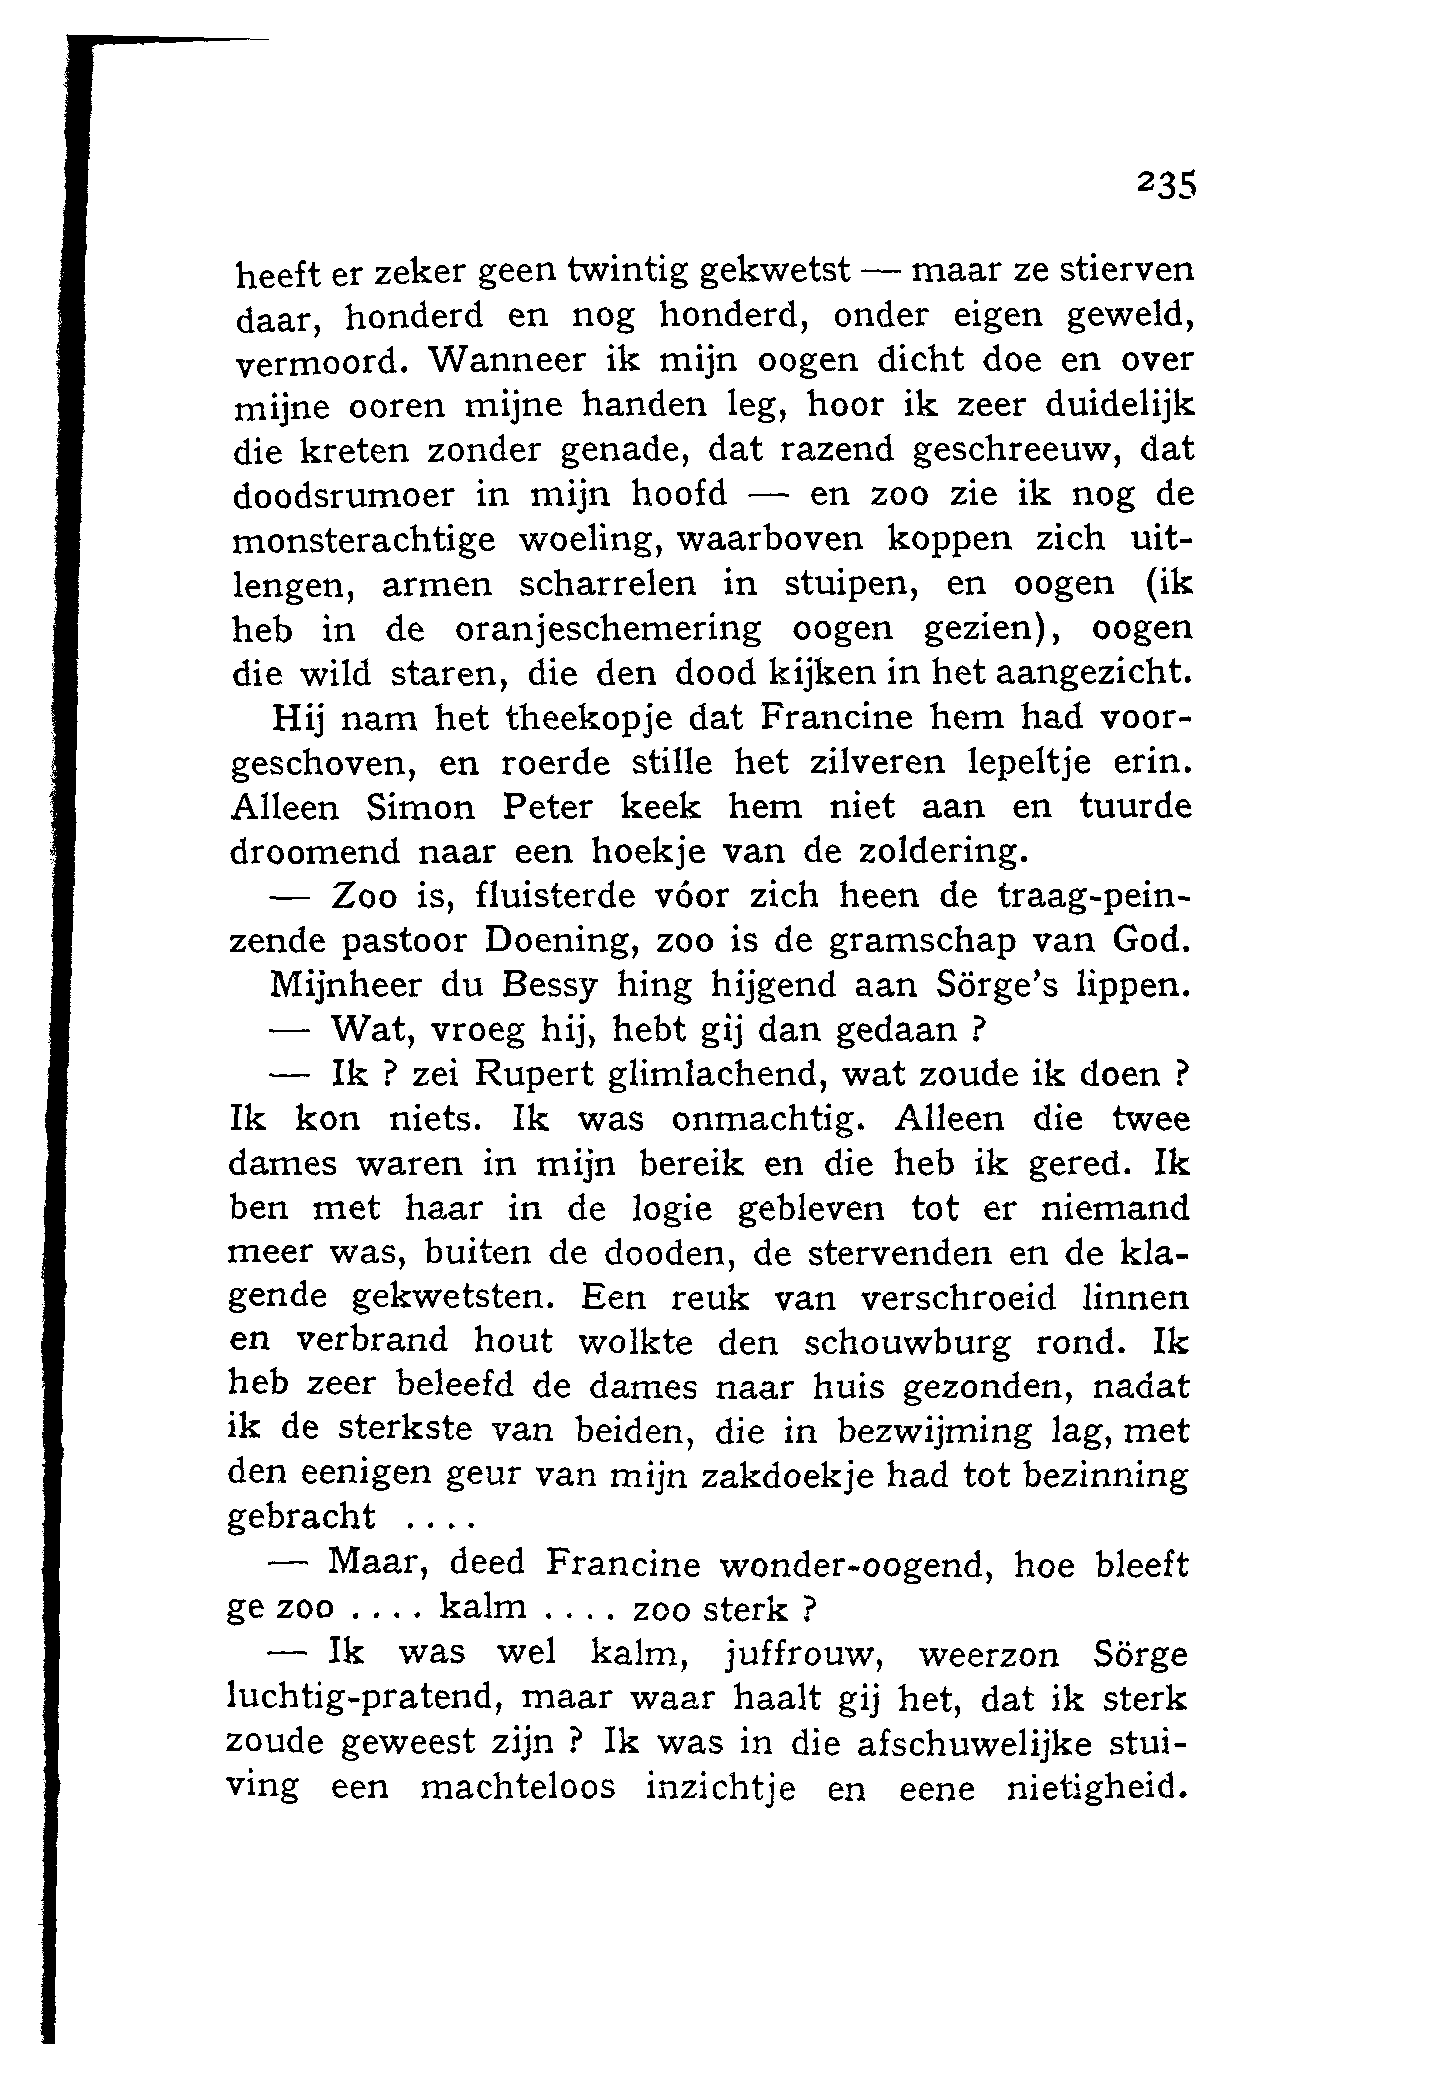 235
heeft er zeker geen twintig gekwetst — maar ze stierven
daar, honderd en nog honderd, onder eigen geweld,
vermoord. Wanneer ik mijn oogen dicht doe en over
mijne ooren mijne handen leg, hoor ik zeer duidelijk
die kreten zonder genade, dat razend geschreeuw, dat
doodsrumoer in mijn hoofd — en zoo zie ik nog de
monsterachtige woeling, waarboven koppen zich uit-
lengen, armen scharrelen in stuipen, en oogen (ik
heb in de oranjeschemering oogen gezien), oogen
die wild staren, die den dood kijken in het aangezicht.
Hij nam het theekopje dat Francine hem had voor-
geschoven, en roerde stille het zilveren lepeltje erin.
Alleen Simon Peter keek hem niet aan en tuurde
droomend naar een hoekje van de zoldering.
— Zoo is, fluisterde vóor zich heen de traag-pein-
zende pastoor Doening, zoo is de gramschap van God.
Mijnheer du Bessy hing hijgend aan Sörge's lippen.
— Wat, vroeg hij, hebt gij dan gedaan ?
— Ik ? zei Rupert glimlachend, wat zoude ik doen ?
Ik kon niets. Ik was onmachtig. Alleen die twee
dames waren in mijn bereik en die heb ik gered. Ik
ben met haar in de logie gebleven tot er niemand
meer was, buiten de dooden, de stervenden en de kla-
gende gekwetsten. Een reuk van verschroeid linnen
en verbrand hout wolkte den schouwburg rond. Ik
heb zeer beleefd de dames naar huis gezonden, nadat
ik de sterkste van beiden, die in bezwijming lag, met
den eenigen geur van mijn zakdoekje had tot bezinning
gebracht ....
— Maar, deed Francine wonder-oogend, hoe bleeft
ge zoo .... kalm .... zoo sterk ?
— Ik was wel kalm, juffrouw, weerzon Sörge
luchtig-pratend, maar waar haalt gij het, dat ik sterk
zoude geweest zijn ? Ik was in die afschuwelijke stui-
ving een machteloos inzichtje en eene nietigheid.